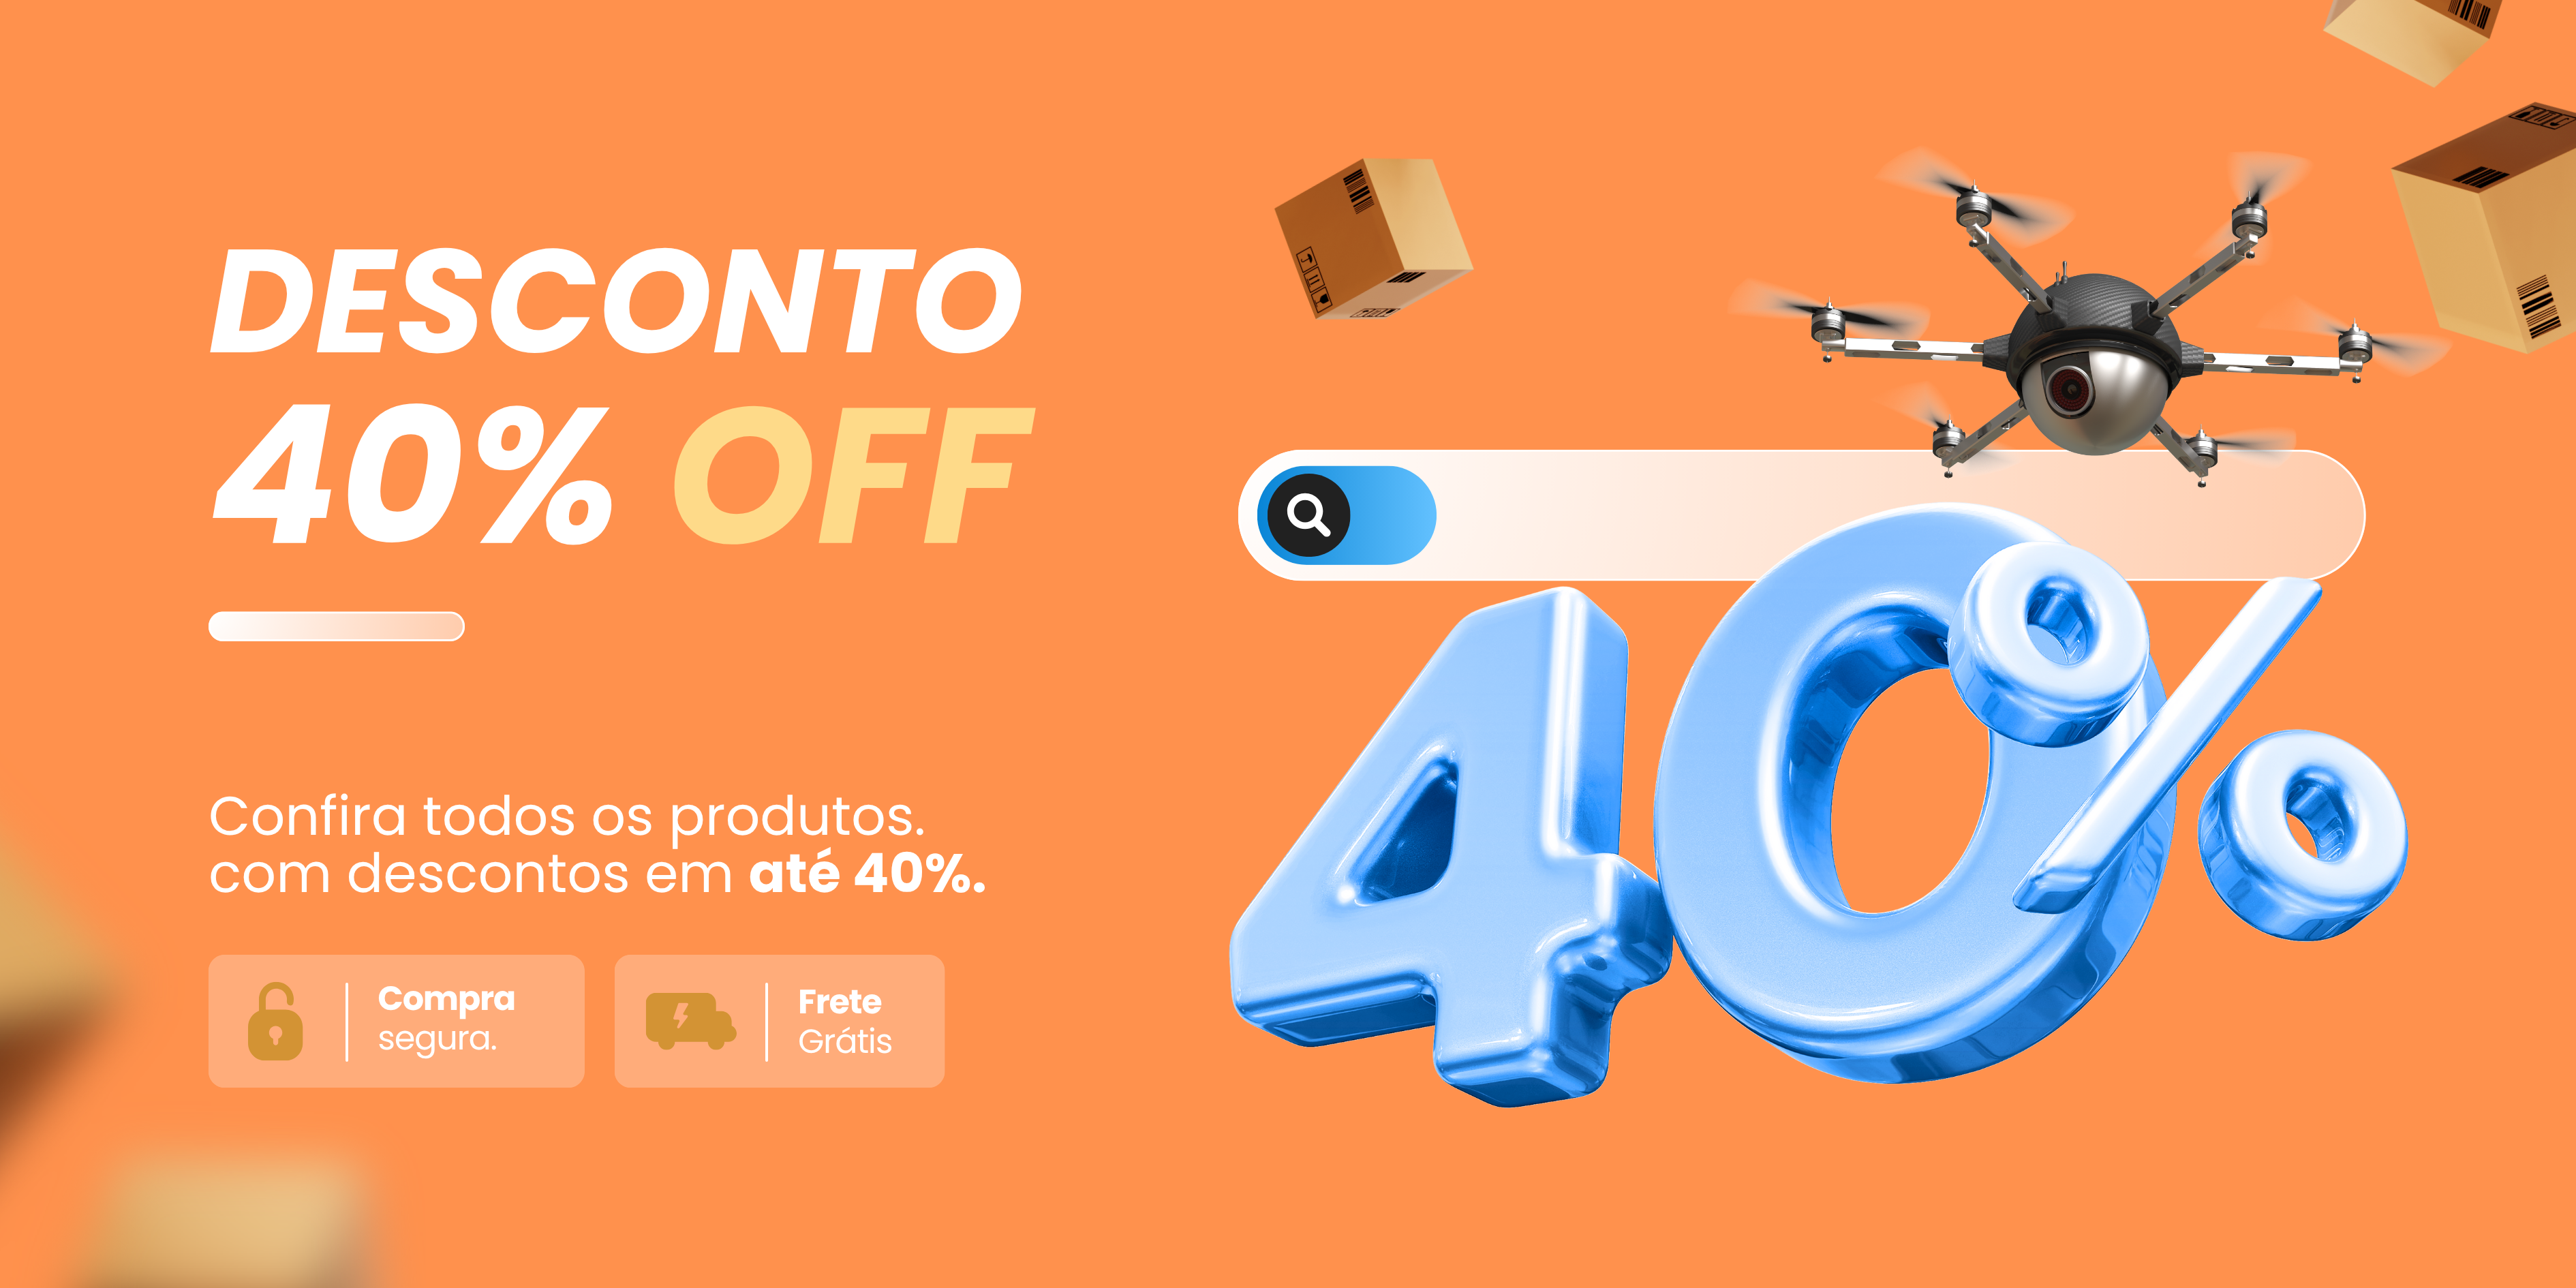 DESCONTO
40% OFF
Confira todos os produtos.
com descontos em até 40%.
Compra
segura.
Frete
Grátis
40%